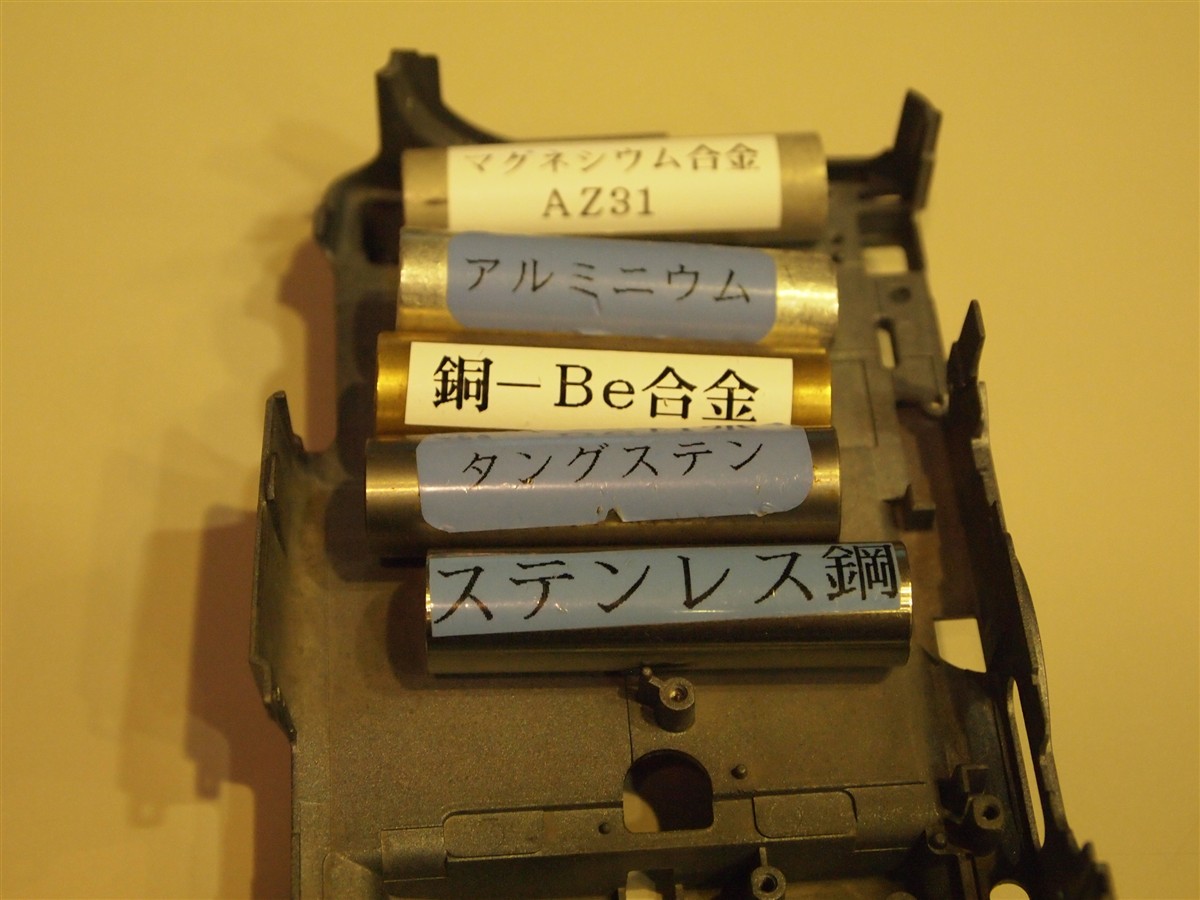 マグネシウム合金
AZ31
アルミニウム
銅－Be合金
タングステン
ステンレス鋼